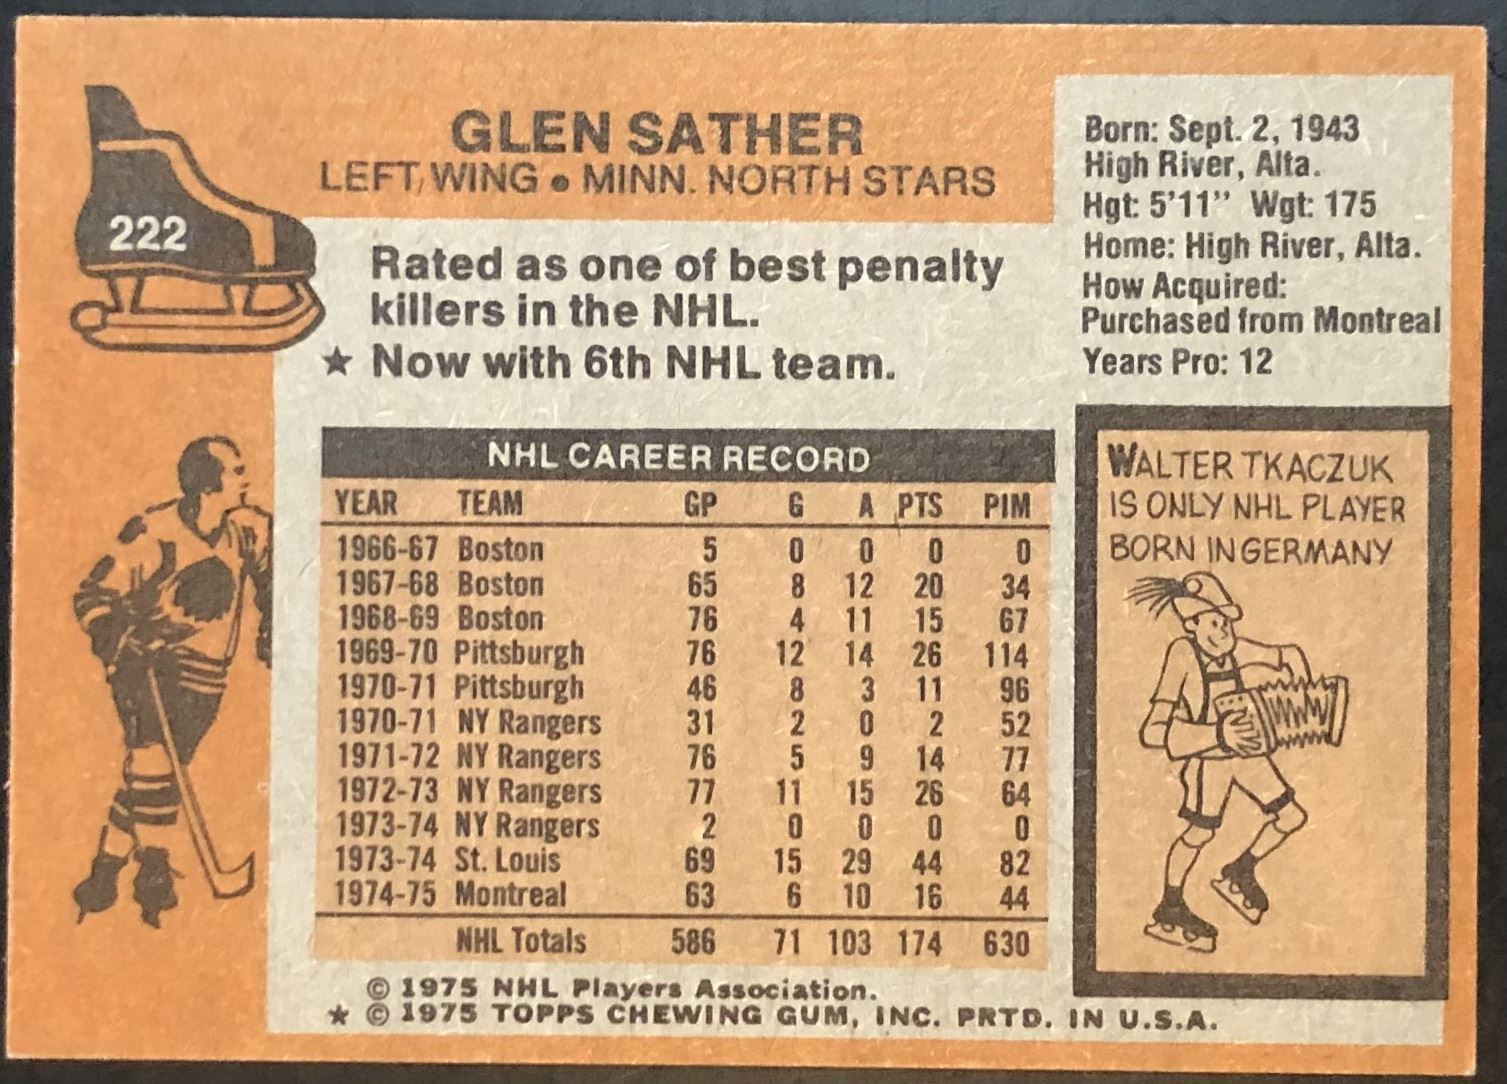 222
GLEN SATHER
LEFT WING • MINN. NORTH STARS
Rated as one of best penalty
killers in the NHL.
★ Now with 6th NHL team.
Born: Sept. 2, 1943
High River, Alta.
Hgt: 5'11" Wgt: 175
Home: High River, Alta.
How Acquired:
Purchased from Montreal
Years Pro: 12
NHL CAREER RECORD
YEAR TEAM GP G A PTS PIM
1966-67 Boston 5 0 0 0 0
1967-68 Boston 65 8 12 20 34
1968-69 Boston 76 4 11 15 67
1969-70 Pittsburgh 76 12 14 26 114
1970-71 Pittsburgh 46 8 3 11 96
1970-71 NY Rangers 31 2 0 2 52
1971-72 NY Rangers 76 5 9 14 77
1972-73 NY Rangers 77 11 15 26 64
1973-74 NY Rangers 2 0 0 0 0
1973-74 St. Louis 69 15 29 44 82
1974-75 Montreal 63 6 10 16 44
NHL Totals 586 71 103 174 630
WALTER TKACZUK
IS ONLY NHL PLAYER
BORN IN GERMANY
© 1975 NHL Players Association.
★ © 1975 TOPPS CHEWING GUM, INC. PRTD. IN U.S.A.